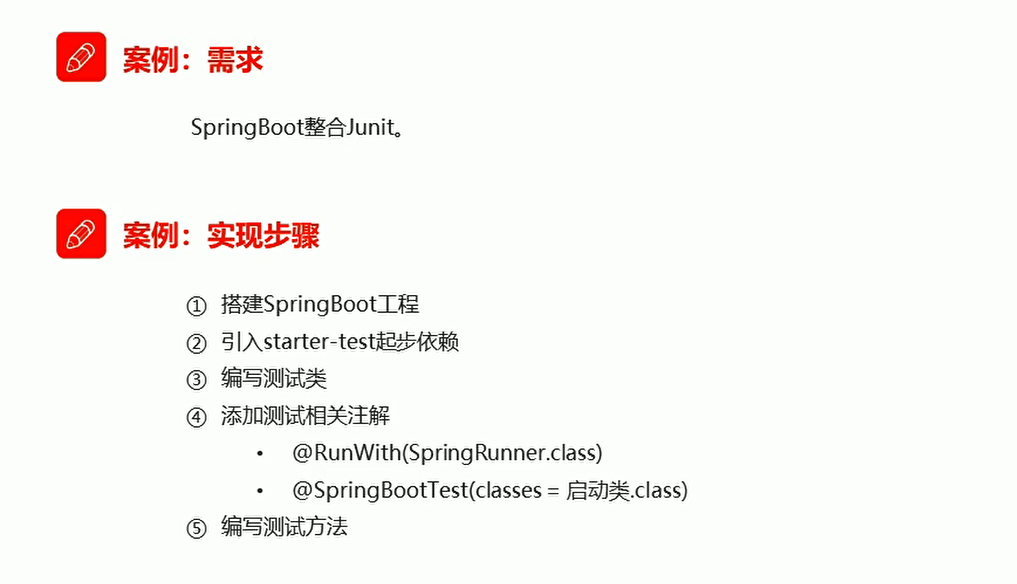 案例：需求
SpringBoot整合Junit。
案例：实现步骤
① 搭建SpringBoot工程
② 引入starter-test起步依赖
③ 编写测试类
④ 添加测试相关注解
• @RunWith(SpringRunner.class)
• @SpringBootTest(classes = 启动类.class)
⑤ 编写测试方法